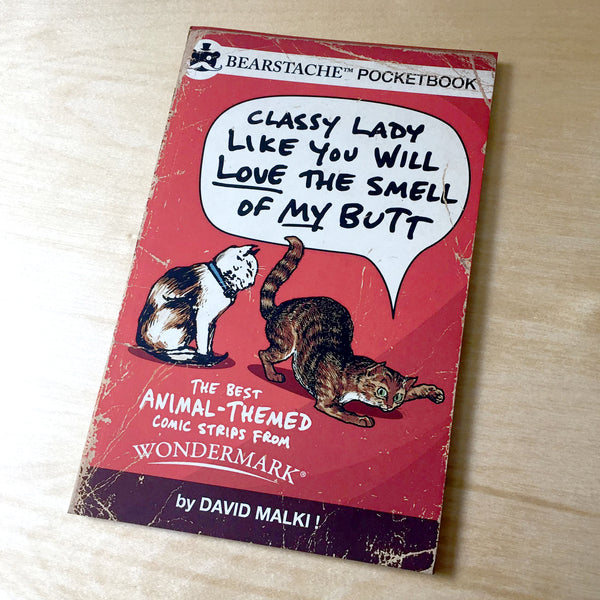 BEARSTACHE™ POCKETBOOK
CLASSY LADY
LIKE YOU WILL
LOVE THE SMELL
OF MY BUTT
THE BEST
ANIMAL-THEMED
COMIC STRIPS FROM
WONDERMARK®
by DAVID MALKI !